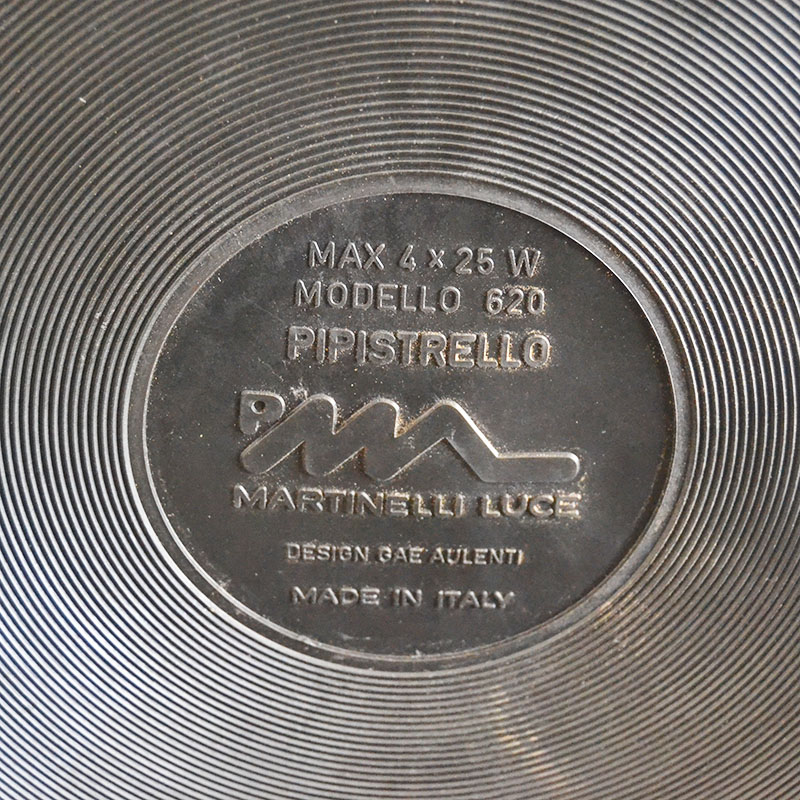 MAX 4 x 25 W
MODELLO 620
PIPISTRELLO
P
MARTINELLI LUCE
DESIGN GAE AULENTI
MADE IN ITALY